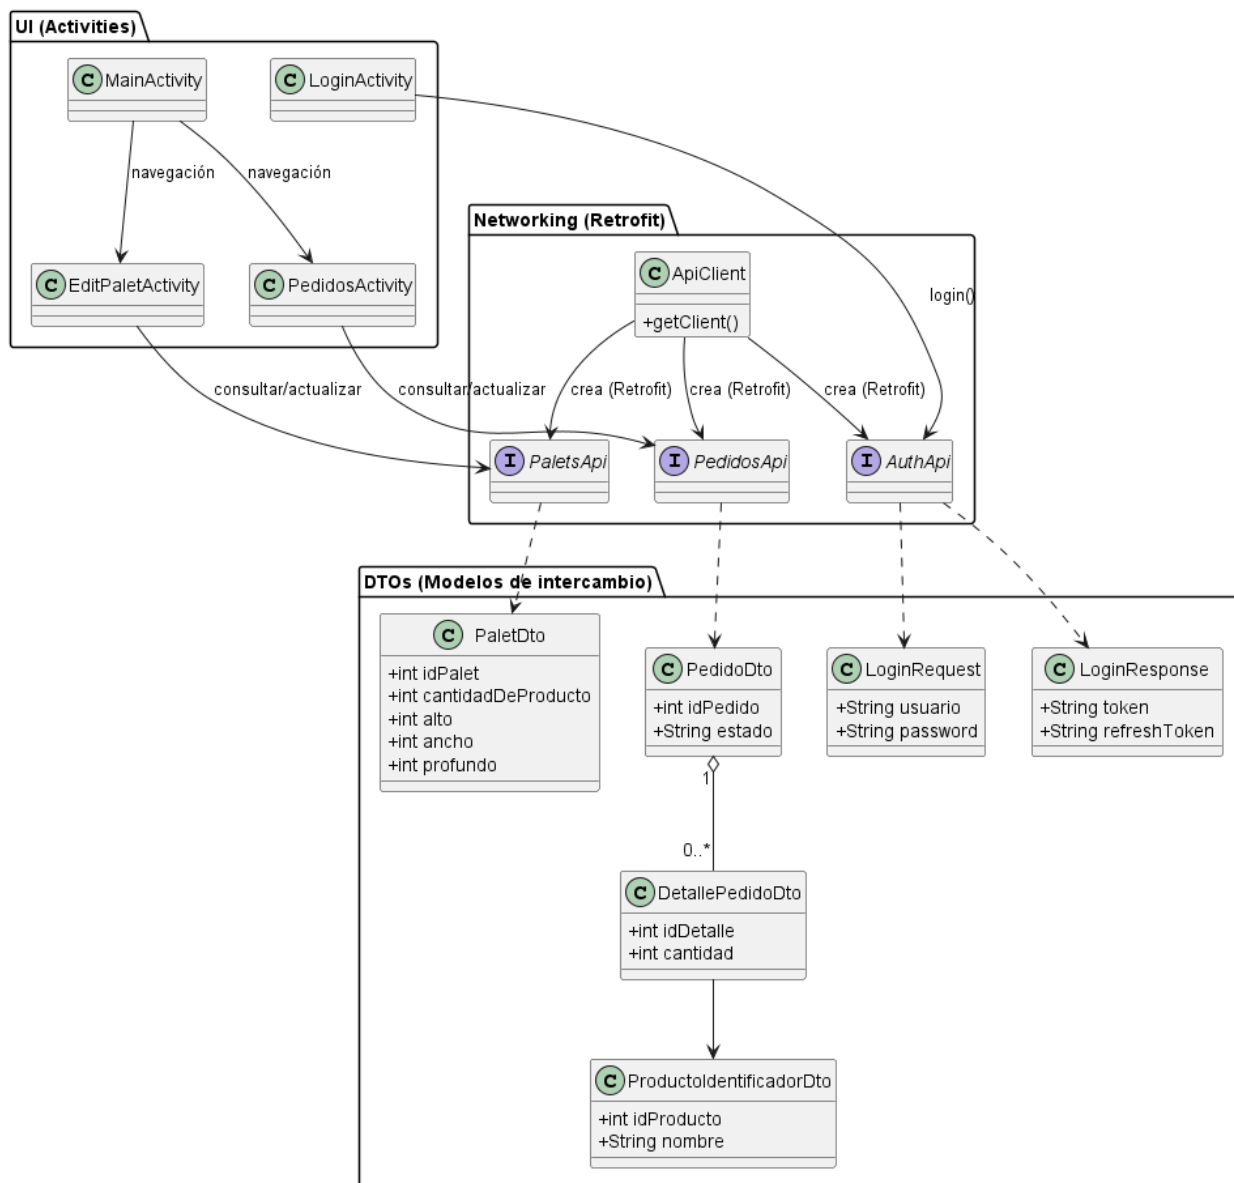 UI (Activities)
C MainActivity
C LoginActivity
navegación
navegación
C EditPaletActivity
C PedidosActivity
Networking (Retrofit)
C ApiClient
+getClient()
login()
consultar/actualizar
consultar/actualizar
crea (Retrofit)
crea (Retrofit)
crea (Retrofit)
I PaletsApi
I PedidosApi
I AuthApi
DTOs (Modelos de intercambio)
C PaletDto
+int idPalet
+int cantidadDeProducto
+int alto
+int ancho
+int profundo
C PedidoDto
+int idPedido
+String estado
C LoginRequest
+String usuario
+String password
C LoginResponse
+String token
+String refreshToken
1
0..*
C DetallePedidoDto
+int idDetalle
+int cantidad
C ProductoIdentificadorDto
+int idProducto
+String nombre